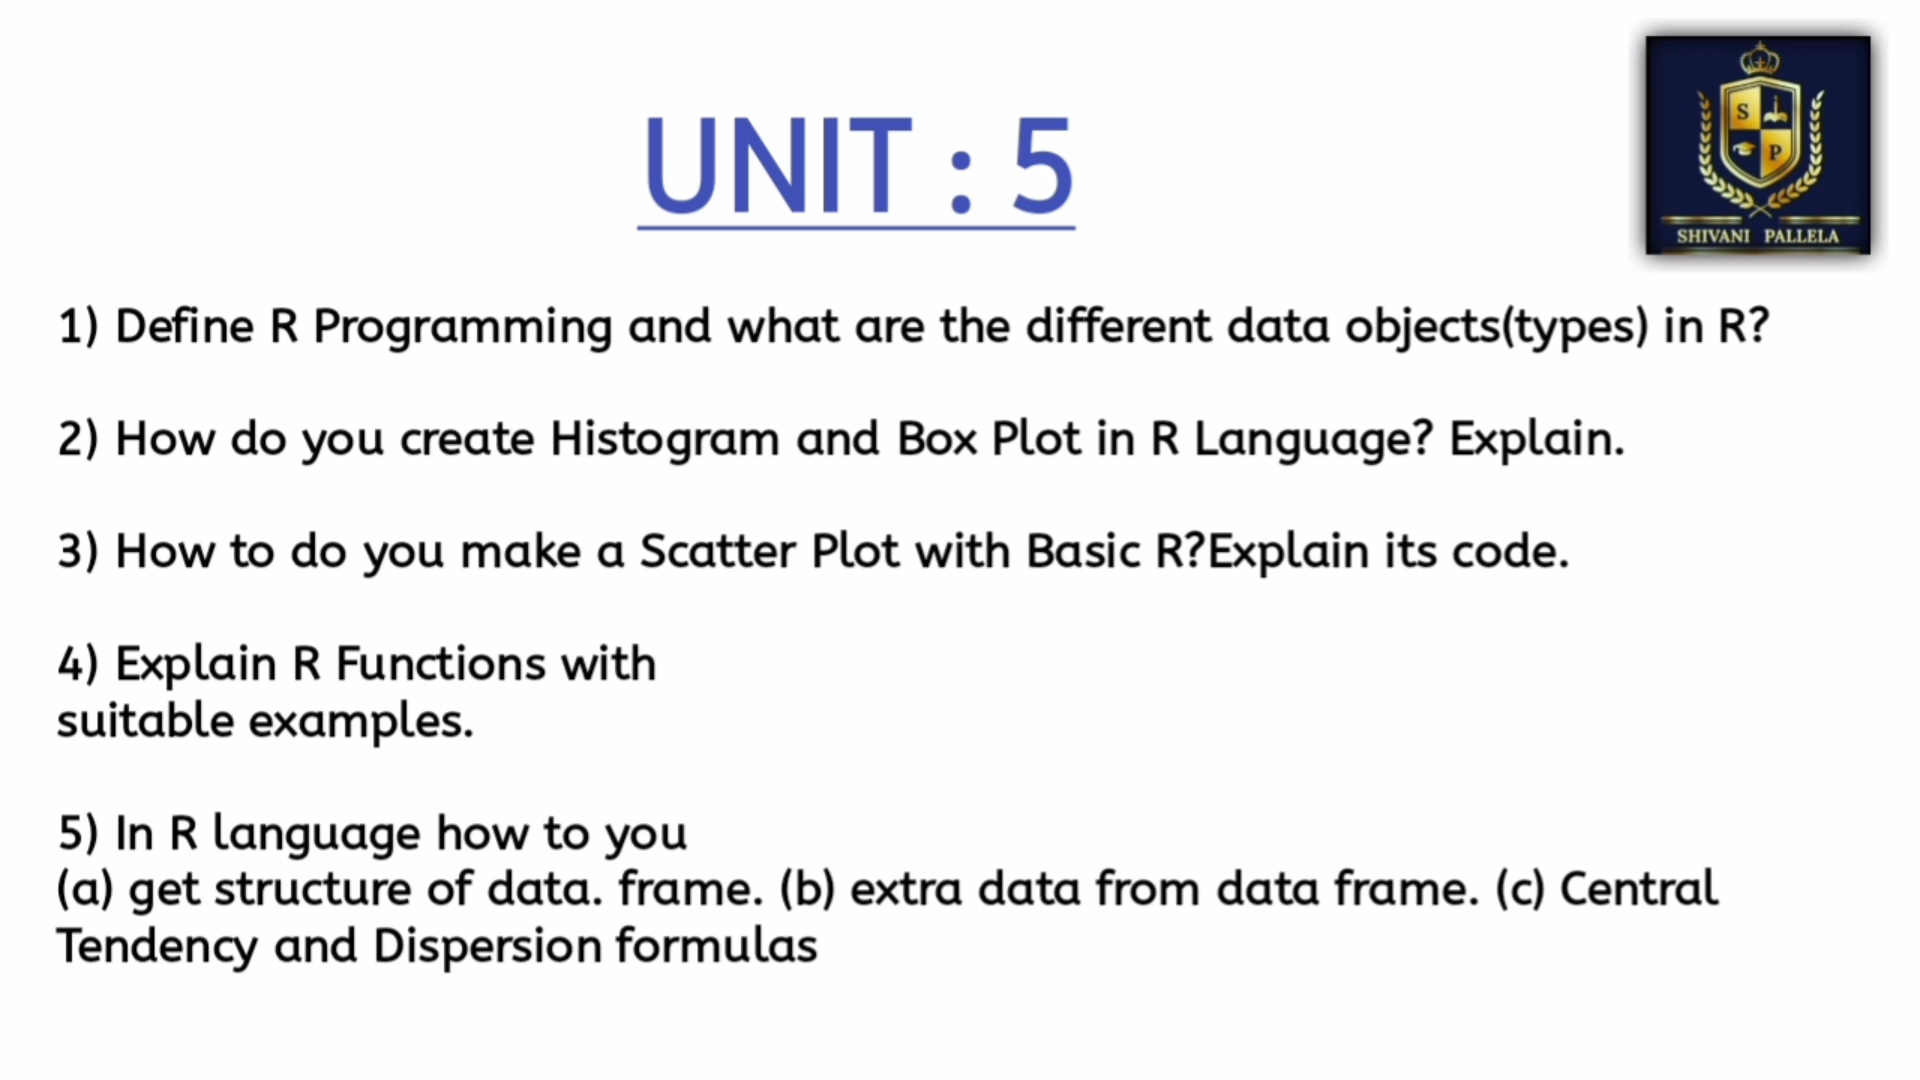 UNIT : 5
S
P
SHIVANI PALLELA
1) Define R Programming and what are the different data objects(types) in R?
2) How do you create Histogram and Box Plot in R Language? Explain.
3) How to do you make a Scatter Plot with Basic R?Explain its code.
4) Explain R Functions with
suitable examples.
5) In R language how to you
(a) get structure of data. frame. (b) extra data from data frame. (c) Central
Tendency and Dispersion formulas